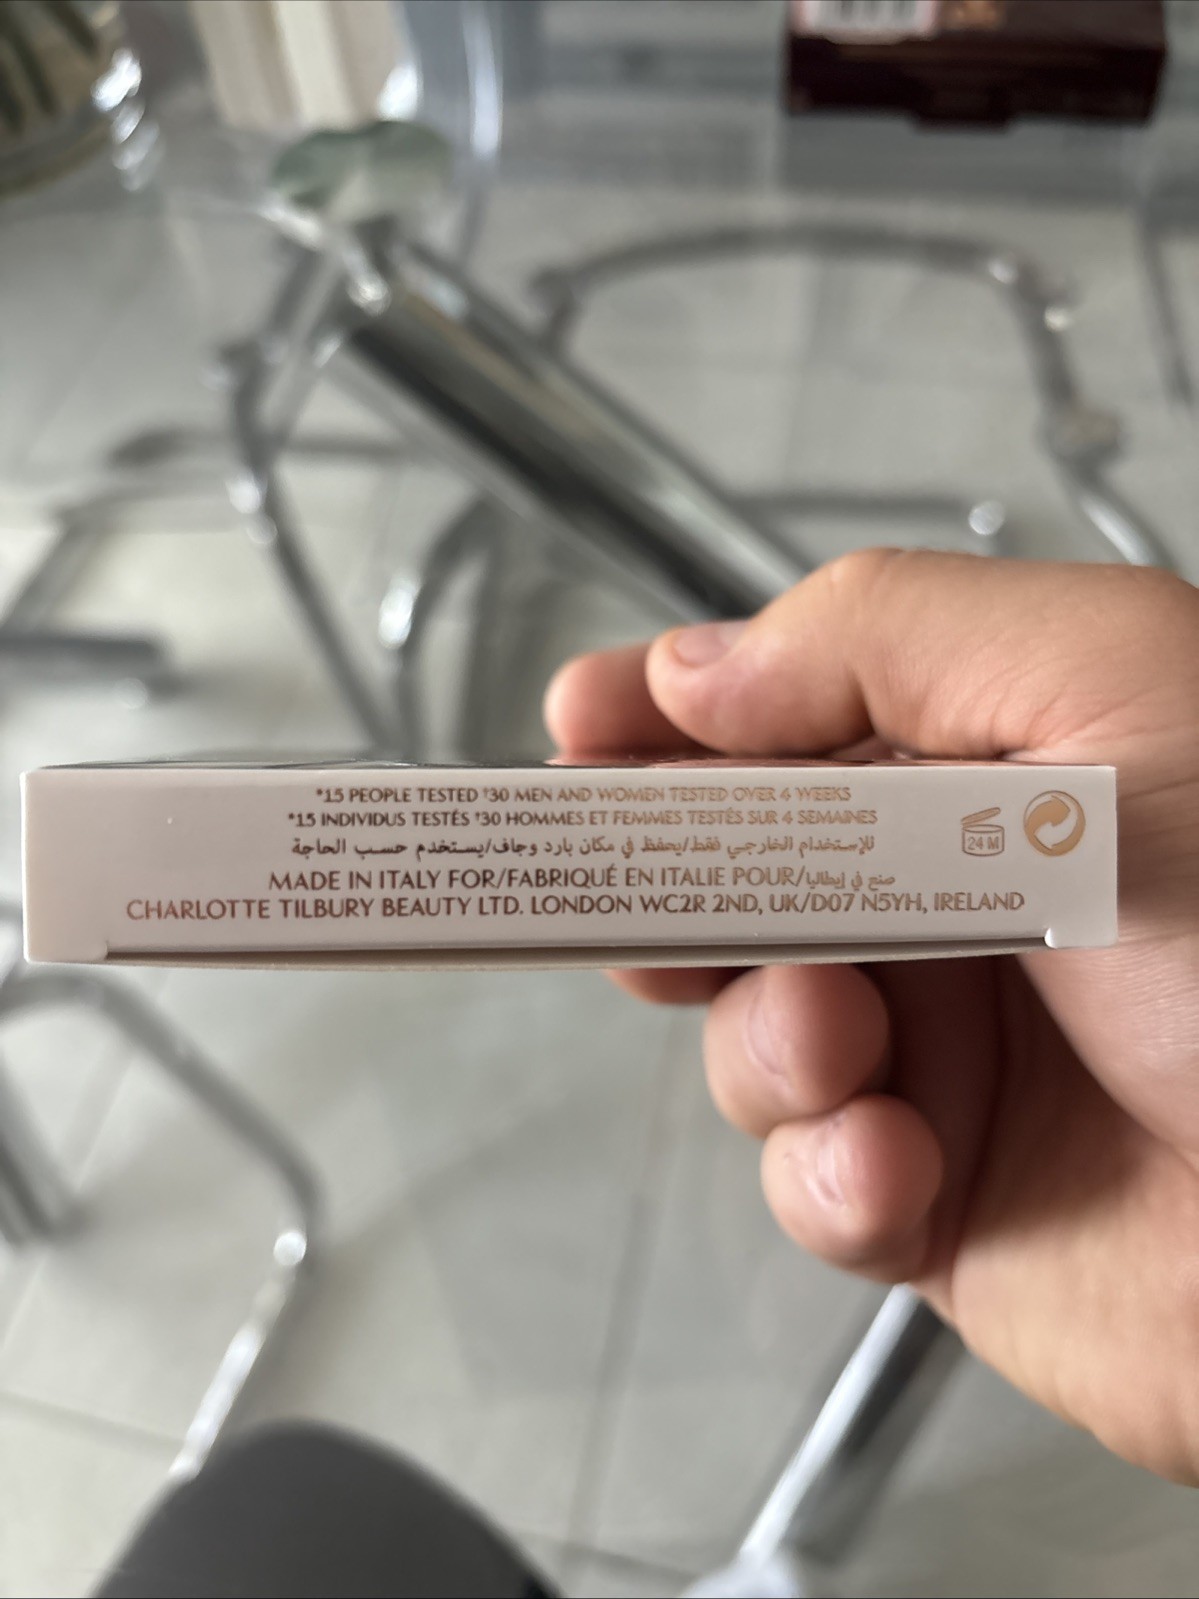 *15 PEOPLE TESTED †30 MEN AND WOMEN TESTED OVER 4 WEEKS
*15 INDIVIDUS TESTÉS †30 HOMMES ET FEMMES TESTÉS SUR 4 SEMAINES
للإستخدام الخارجي فقط/يحفظ في مكان بارد وجاف/يستخدم حسب الحاجة
24 M
MADE IN ITALY FOR/FABRIQUÉ EN ITALIE POUR/صنع في إيطاليا
CHARLOTTE TILBURY BEAUTY LTD. LONDON WC2R 2ND, UK/D07 N5YH, IRELAND